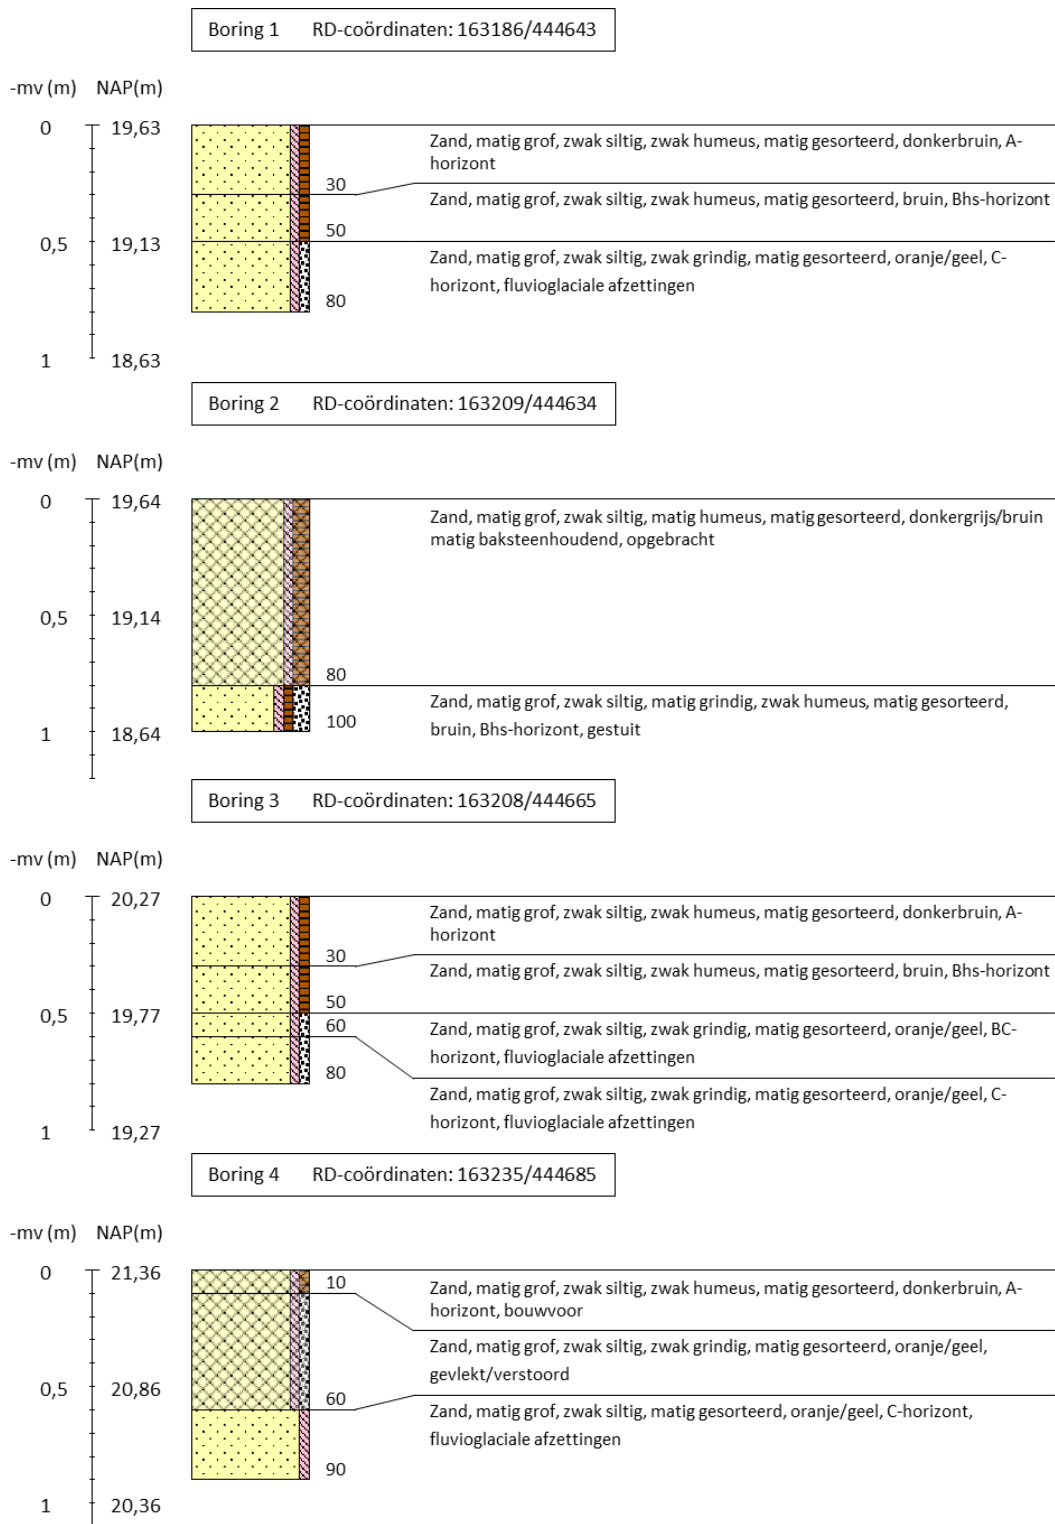 Boring 1 RD-coördinaten: 163186/444643
-mv (m) NAP(m)
0 19,63
Zand, matig grof, zwak siltig, zwak humeus, matig gesorteerd, donkerbruin, A-
horizont
30
Zand, matig grof, zwak siltig, zwak humeus, matig gesorteerd, bruin, Bhs-horizont
50
0,5 19,13
Zand, matig grof, zwak siltig, zwak grindig, matig gesorteerd, oranje/geel, C-
horizont, fluvioglaciale afzettingen
80
1 18,63
Boring 2 RD-coördinaten: 163209/444634
-mv (m) NAP(m)
0 19,64
Zand, matig grof, zwak siltig, matig humeus, matig gesorteerd, donkergrijs/bruin
matig baksteenhoudend, opgebracht
0,5 19,14
80
Zand, matig grof, zwak siltig, matig grindig, zwak humeus, matig gesorteerd,
bruin, Bhs-horizont, gestuit
100
1 18,64
Boring 3 RD-coördinaten: 163208/444665
-mv (m) NAP(m)
0 20,27
Zand, matig grof, zwak siltig, zwak humeus, matig gesorteerd, donkerbruin, A-
horizont
30
Zand, matig grof, zwak siltig, zwak humeus, matig gesorteerd, bruin, Bhs-horizont
50
0,5 19,77
60
Zand, matig grof, zwak siltig, zwak grindig, matig gesorteerd, oranje/geel, BC-
horizont, fluvioglaciale afzettingen
80
Zand, matig grof, zwak siltig, zwak grindig, matig gesorteerd, oranje/geel, C-
horizont, fluvioglaciale afzettingen
1 19,27
Boring 4 RD-coördinaten: 163235/444685
-mv (m) NAP(m)
0 21,36
10
Zand, matig grof, zwak siltig, zwak humeus, matig gesorteerd, donkerbruin, A-
horizont, bouwvoor
Zand, matig grof, zwak siltig, zwak grindig, matig gesorteerd, oranje/geel,
gevlekt/verstoord
0,5 20,86
60
Zand, matig grof, zwak siltig, matig gesorteerd, oranje/geel, C-horizont,
fluvioglaciale afzettingen
90
1 20,36